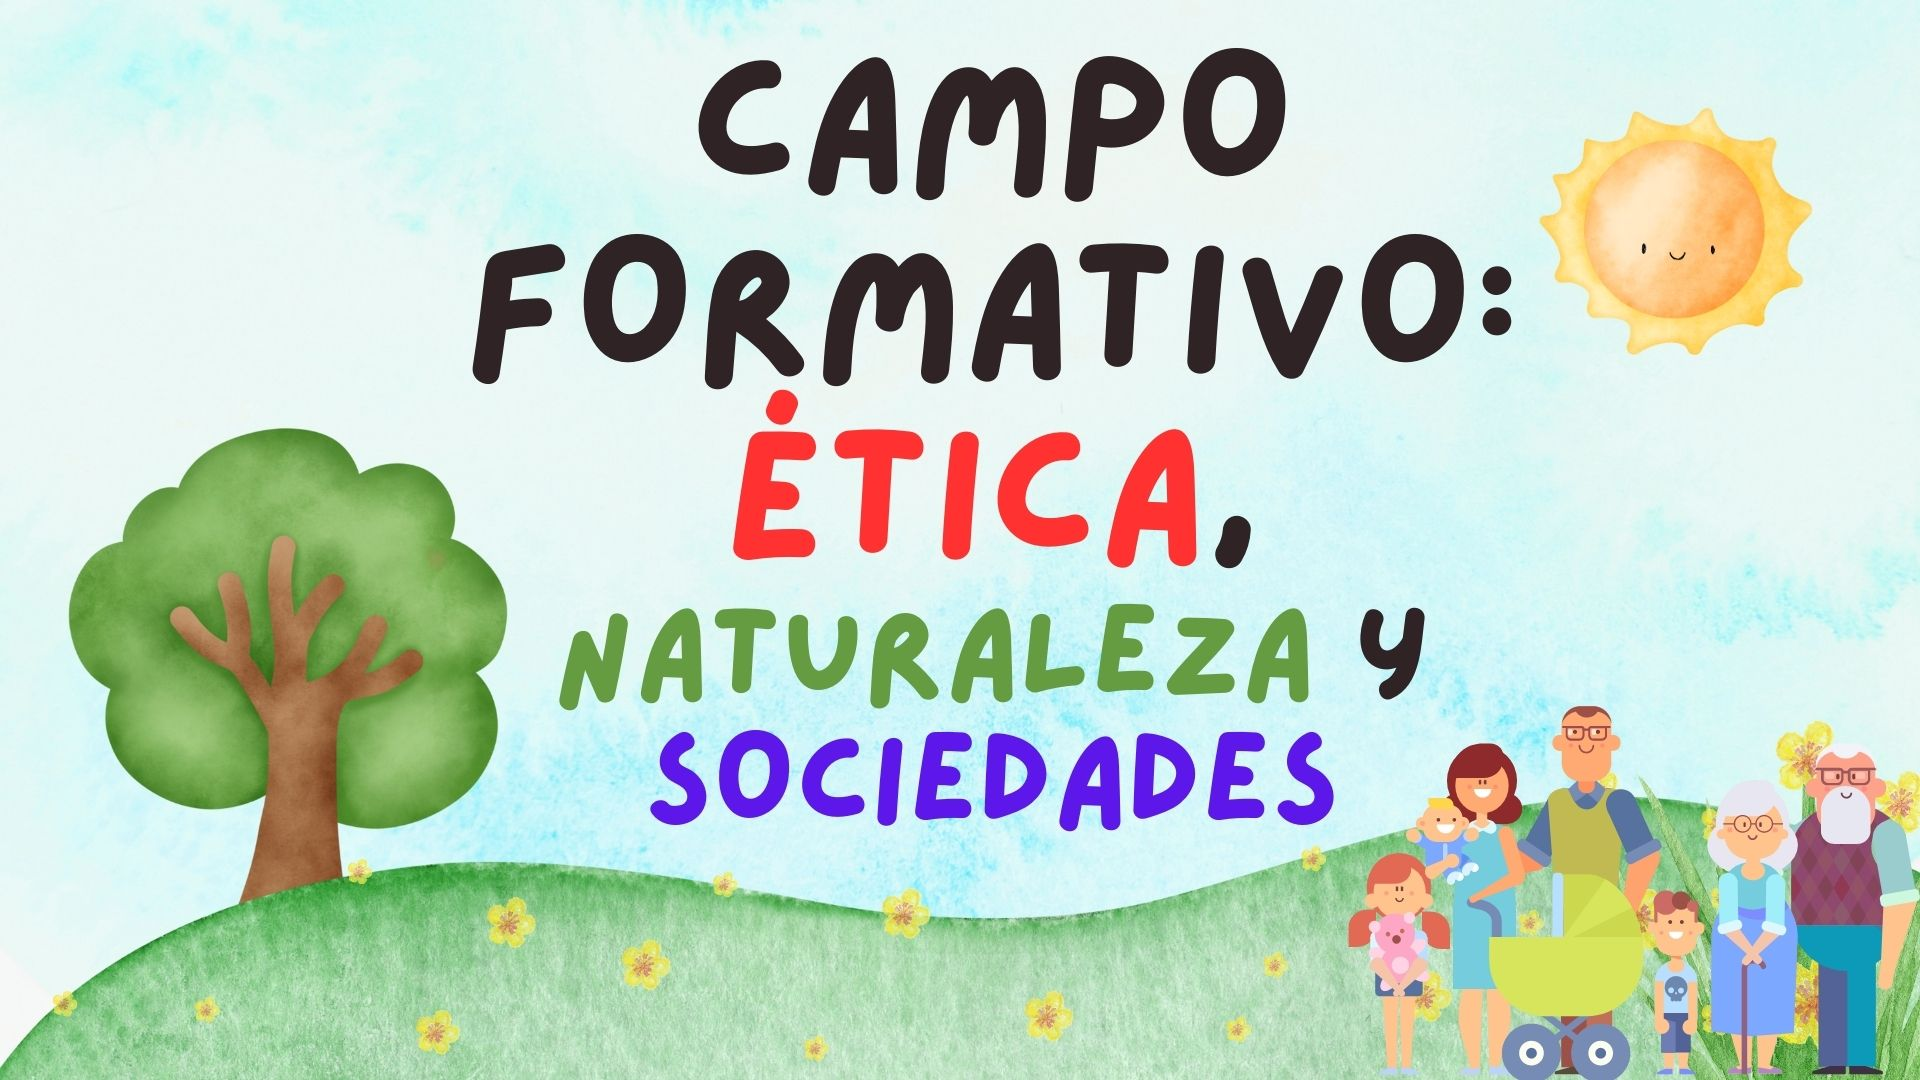 CAMPO
FORMATIVO:
ÉTICA,
NATURALEZA Y
SOCIEDADES